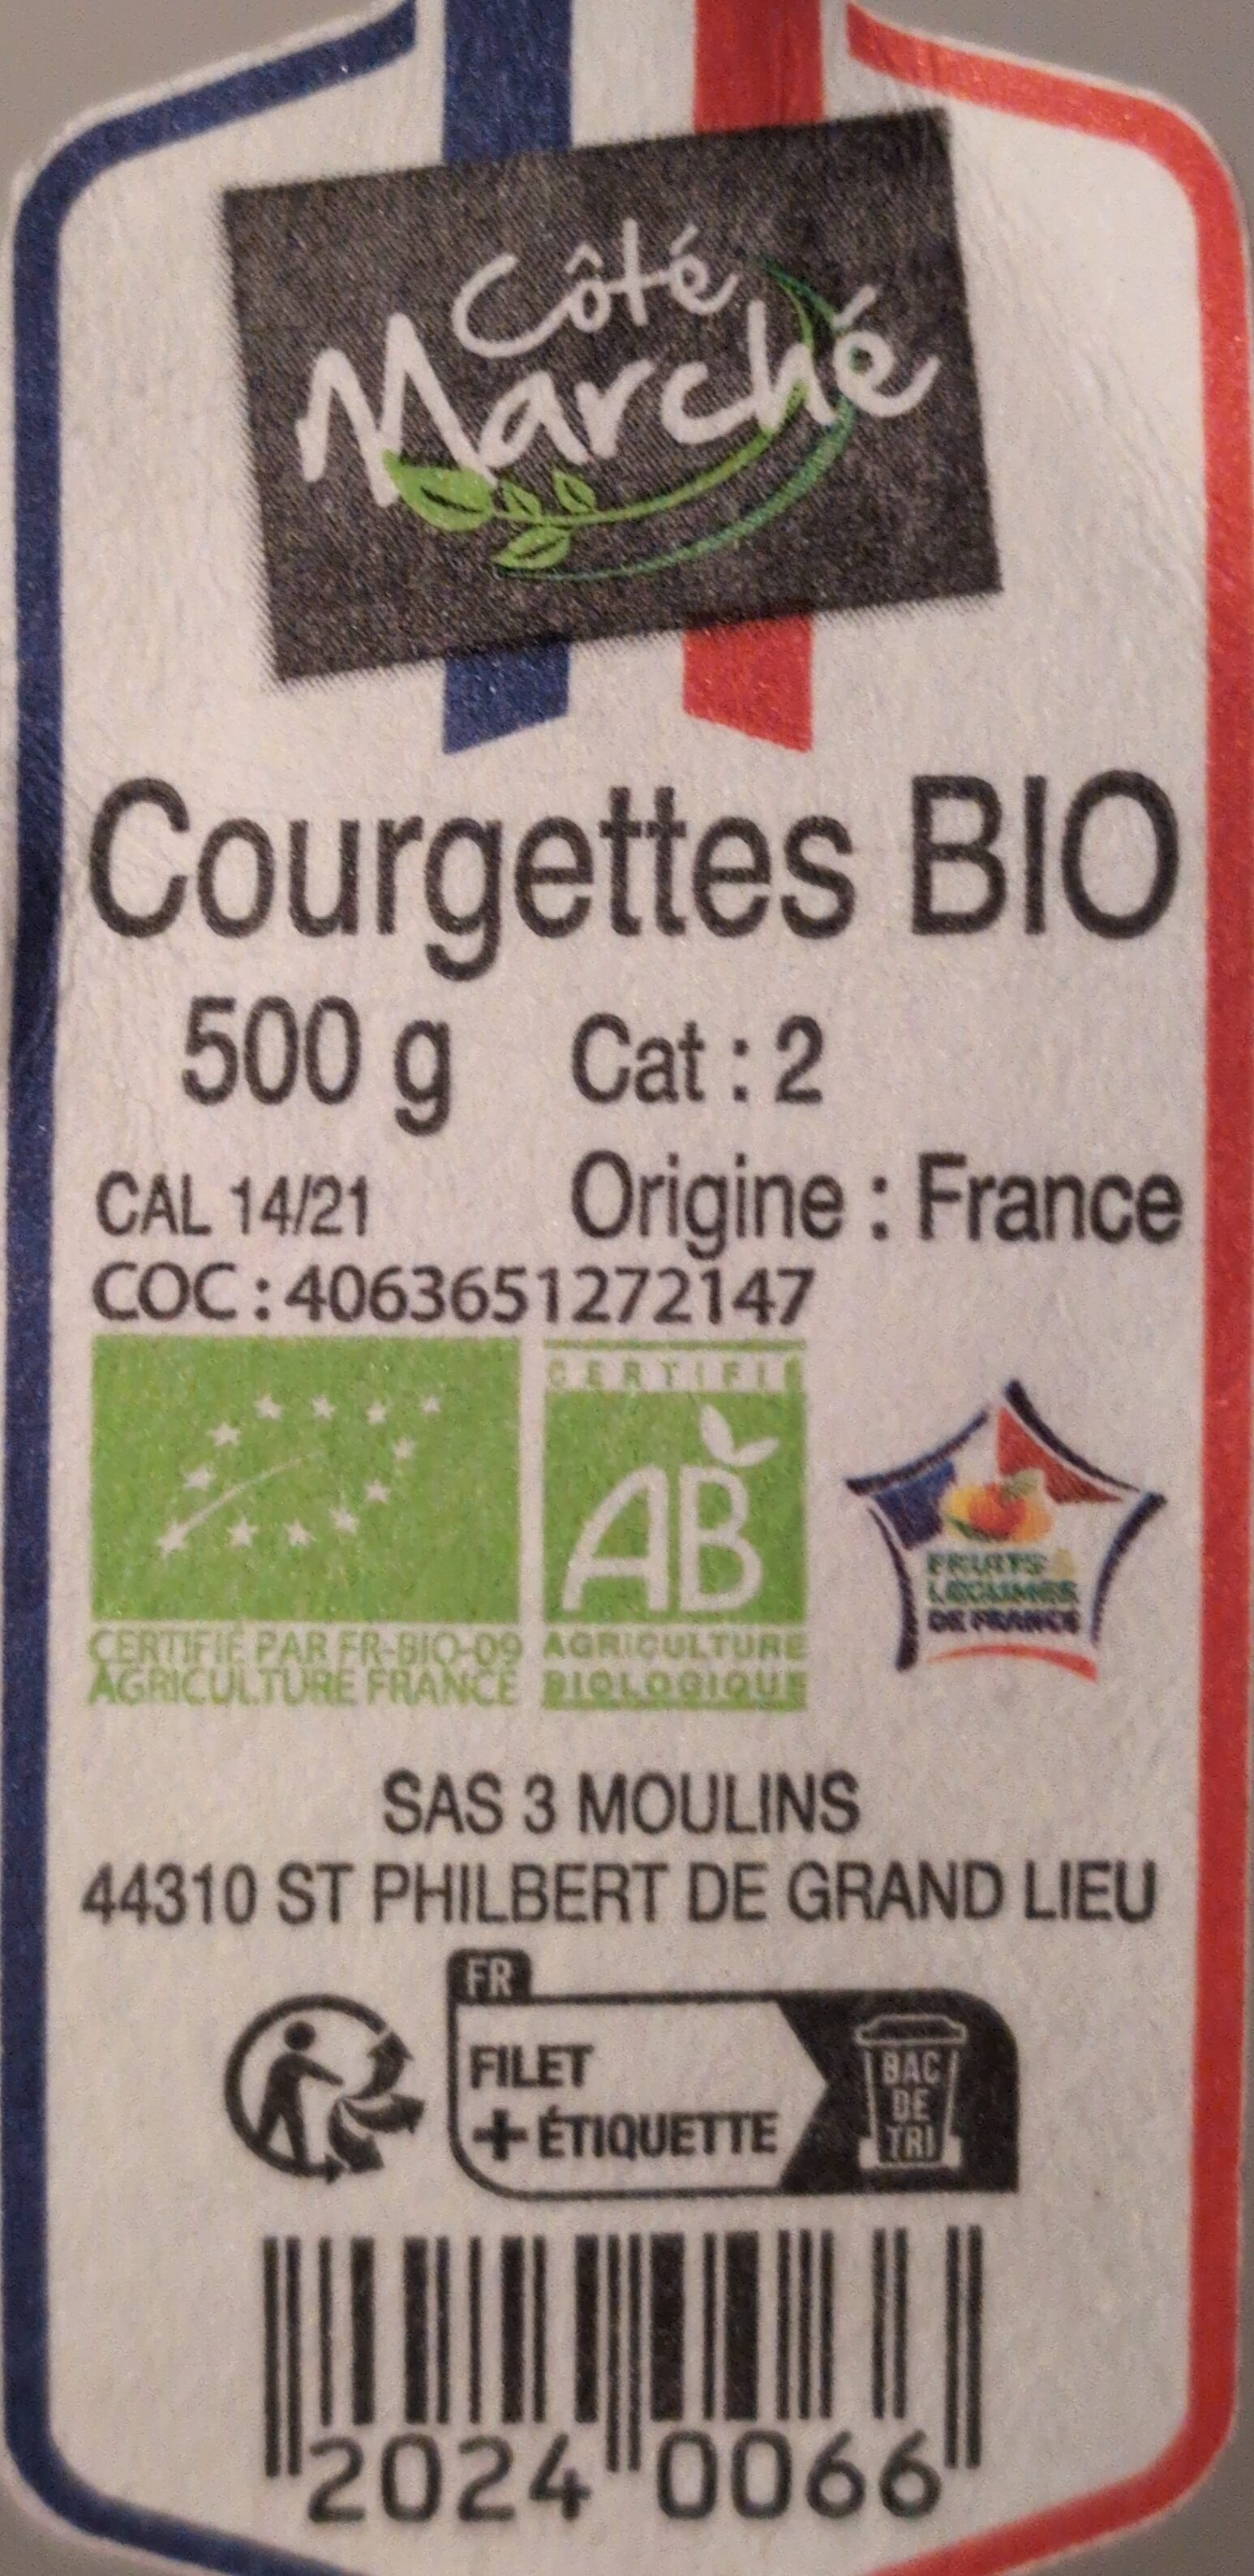 Côté
Marché
Courgettes BIO
500 g Cat : 2
CAL 14/21 Origine : France
COC : 4063651272147
CERTIFIÉ
AB
AGRICULTURE
BIOLOGIQUE
CERTIFIÉ PAR FR-BIO-09
AGRICULTURE FRANCE
FRUITS &
LEGUMES
DE FRANCE
SAS 3 MOULINS
44310 ST PHILBERT DE GRAND LIEU
FR
FILET
+ ÉTIQUETTE
BAC
DE
TRI
2024 0066